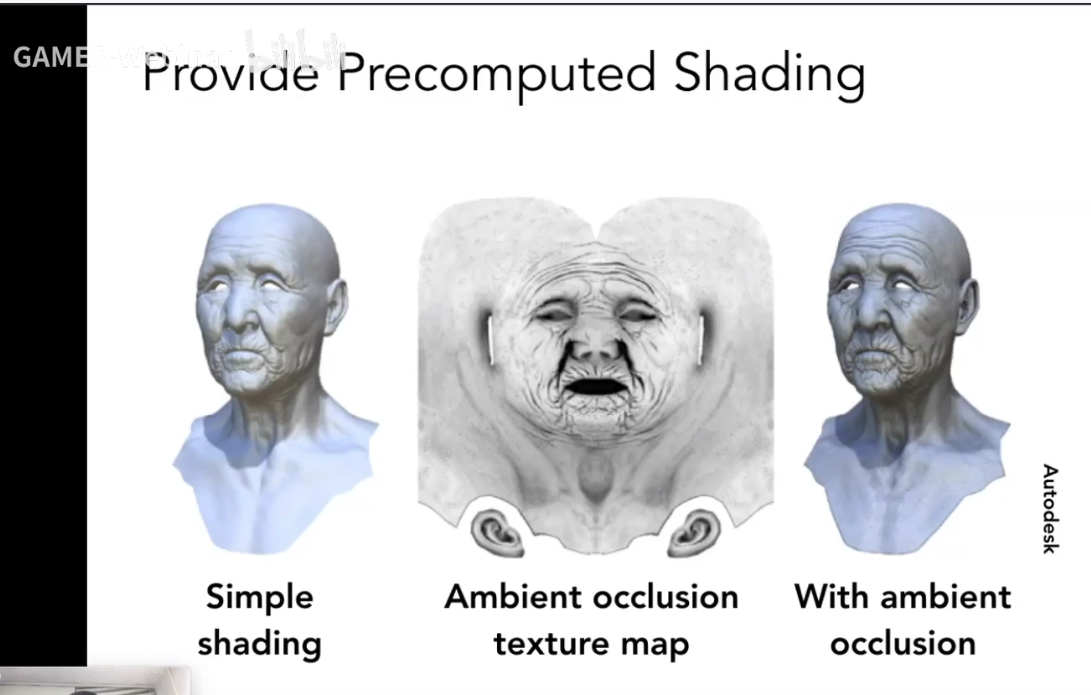 GAMES-Webinar bilibili
Provide Precomputed Shading
Autodesk
Simple
shading
Ambient occlusion
texture map
With ambient
occlusion